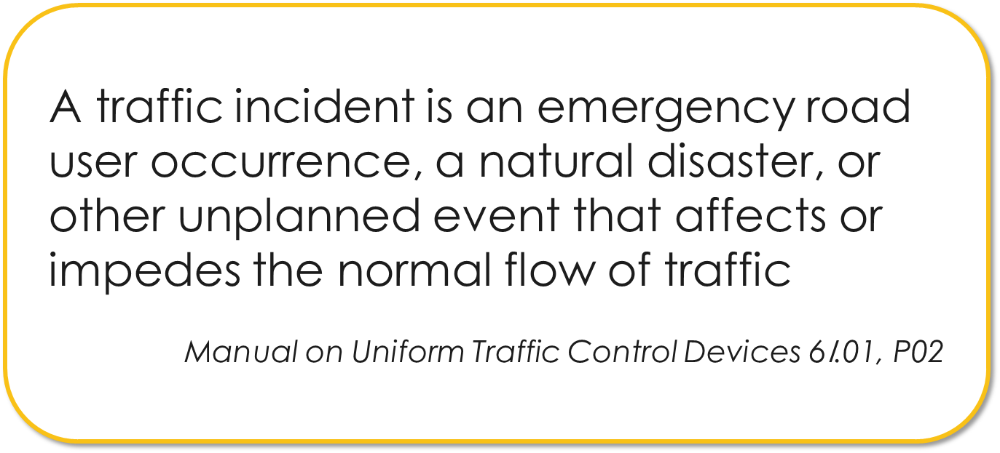 A traffic incident is an emergency road
user occurrence, a natural disaster, or
other unplanned event that affects or
impedes the normal flow of traffic
Manual on Uniform Traffic Control Devices 6I.01, P02